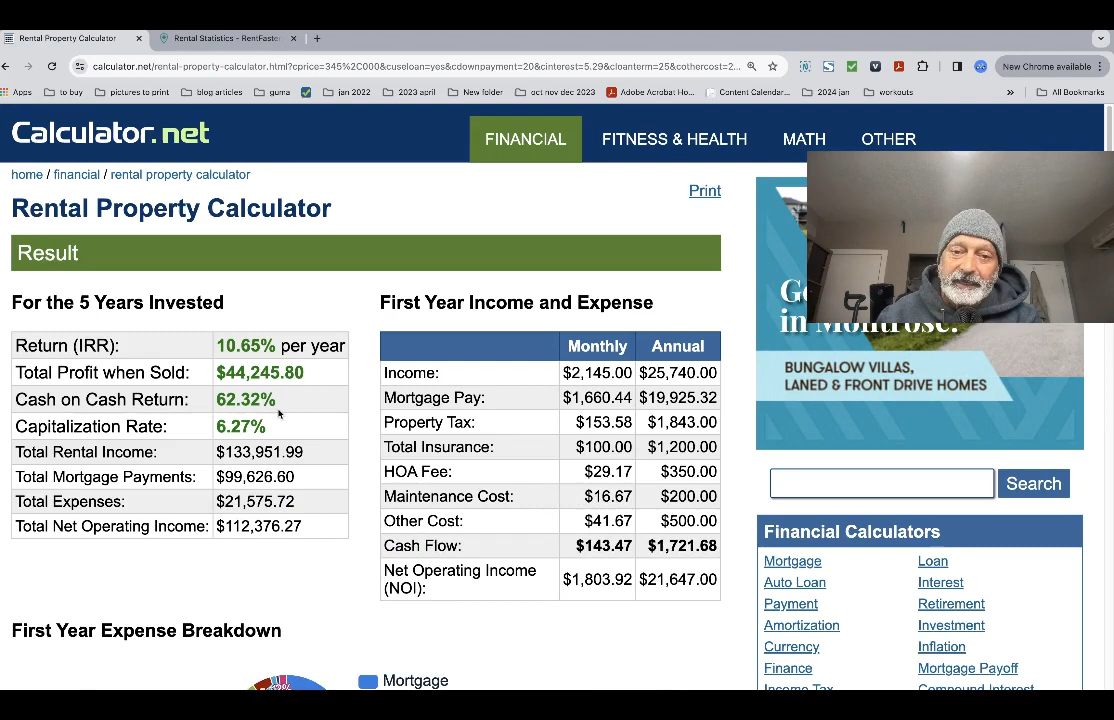 Rental Property Calculator
Rental Statistics - RentFaster
calculator.net/rental-property-calculator.html?cprice=345%2C000&cuseloan=yes&cdownpayment=20&cinterest=5.29&cloanterm=25&cothercost=2...
New Chrome available
Apps
to buy
pictures to print
blog articles
guma
jan 2022
2023 april
New folder
oct nov dec 2023
Adobe Acrobat Ho...
Content Calendar...
2024 jan
workouts
»
All Bookmarks
Calculator.net
FINANCIAL
FITNESS & HEALTH
MATH
OTHER
home / financial / rental property calculator
Print
Rental Property Calculator
Result
For the 5 Years Invested
Return (IRR): 10.65% per year
Total Profit when Sold: $44,245.80
Cash on Cash Return: 62.32%
Capitalization Rate: 6.27%
Total Rental Income: $133,951.99
Total Mortgage Payments: $99,626.60
Total Expenses: $21,575.72
Total Net Operating Income: $112,376.27
First Year Income and Expense
Monthly Annual
Income: $2,145.00 $25,740.00
Mortgage Pay: $1,660.44 $19,925.32
Property Tax: $153.58 $1,843.00
Total Insurance: $100.00 $1,200.00
HOA Fee: $29.17 $350.00
Maintenance Cost: $16.67 $200.00
Other Cost: $41.67 $500.00
Cash Flow: $143.47 $1,721.68
Net Operating Income
(NOI): $1,803.92 $21,647.00
First Year Expense Breakdown
Mortgage
in Montrose.
BUNGALOW VILLAS,
LANED & FRONT DRIVE HOMES
Search
Financial Calculators
Mortgage Loan
Auto Loan Interest
Payment Retirement
Amortization Investment
Currency Inflation
Finance Mortgage Payoff
Income Tax Compound Interest